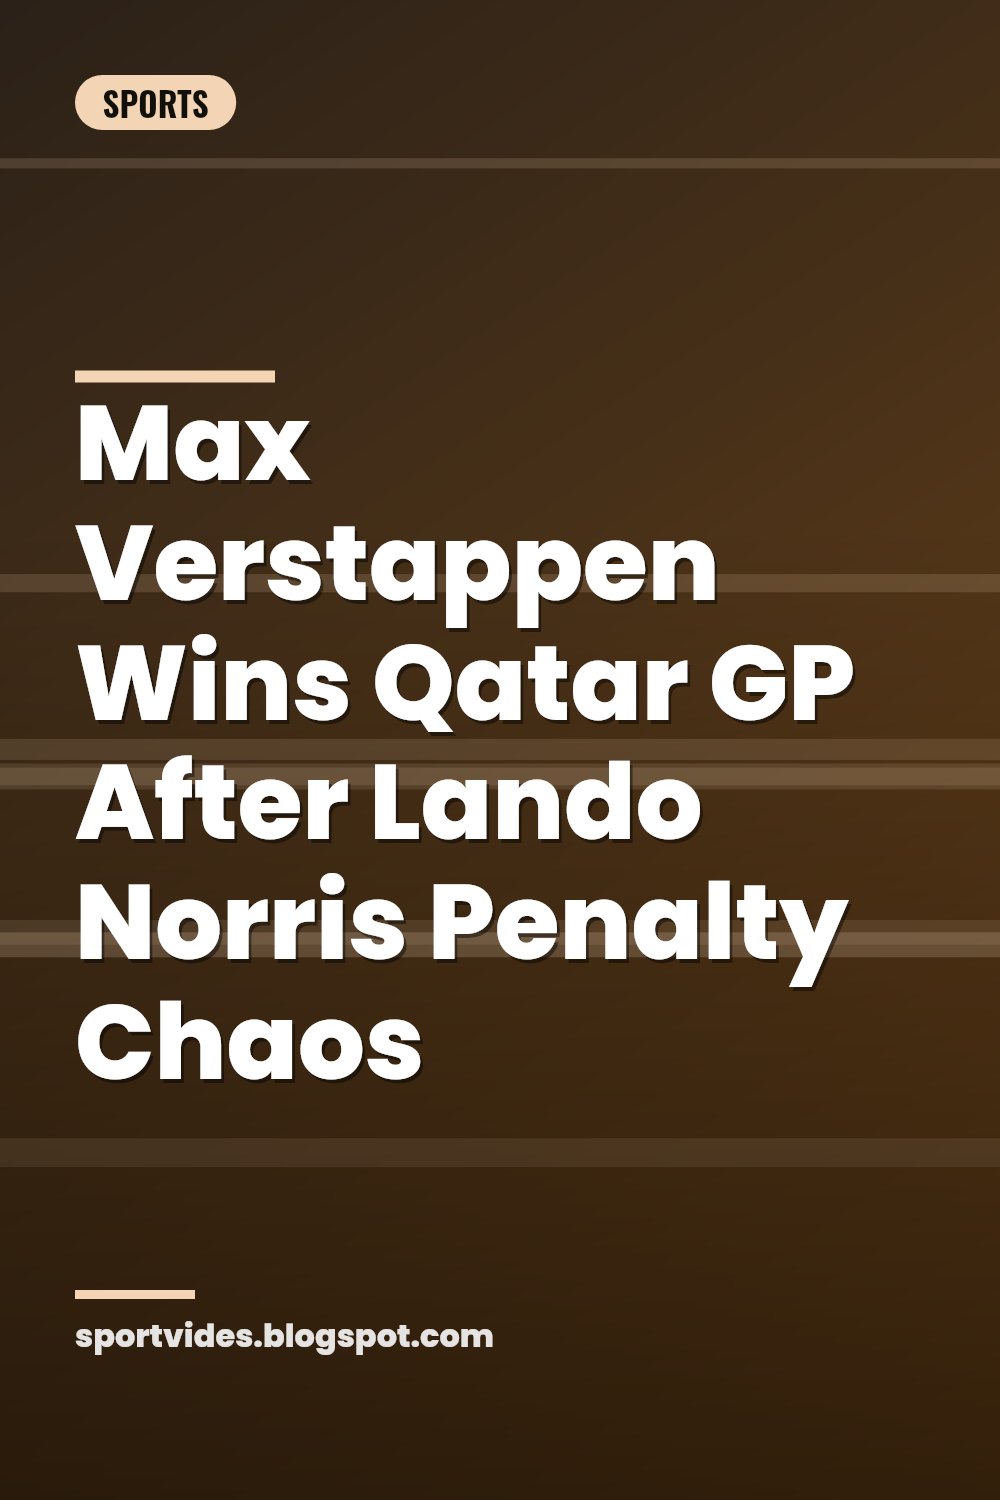 SPORTS
Max
Verstappen
Wins Qatar GP
After Lando
Norris Penalty
Chaos
sportvides.blogspot.com